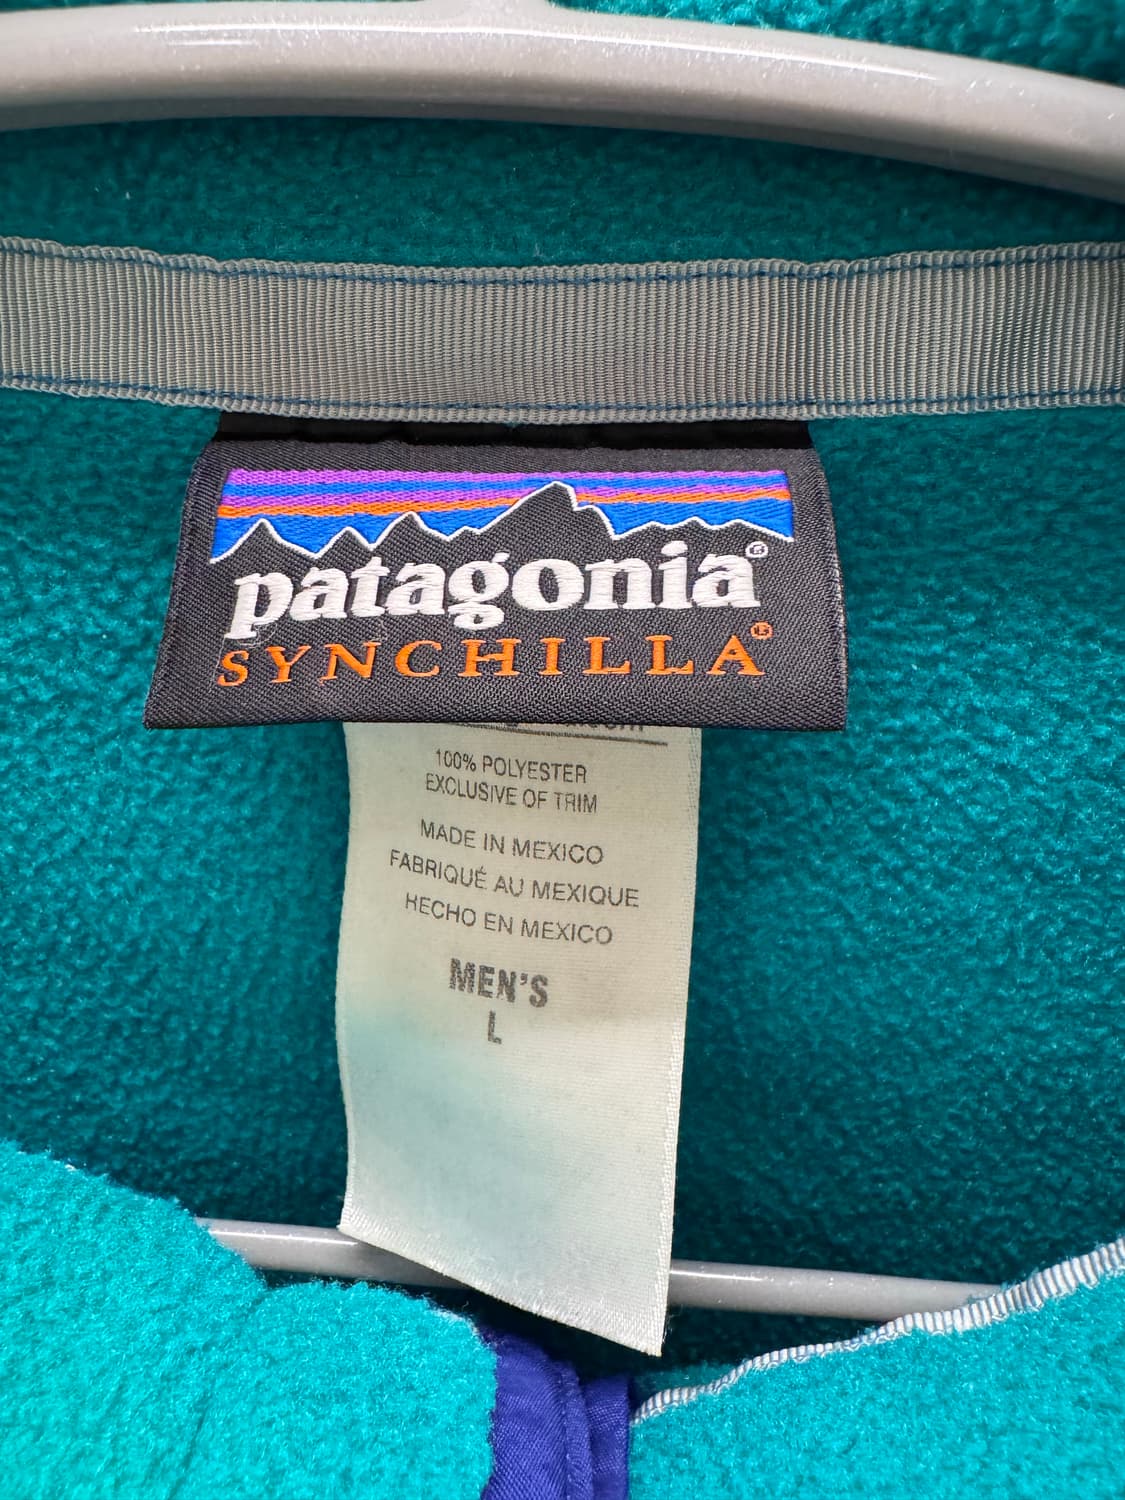 patagonia®
SYNCHILLA®
100% POLYESTER
EXCLUSIVE OF TRIM
MADE IN MEXICO
FABRIQUÉ AU MEXIQUE
HECHO EN MEXICO
MEN'S
L